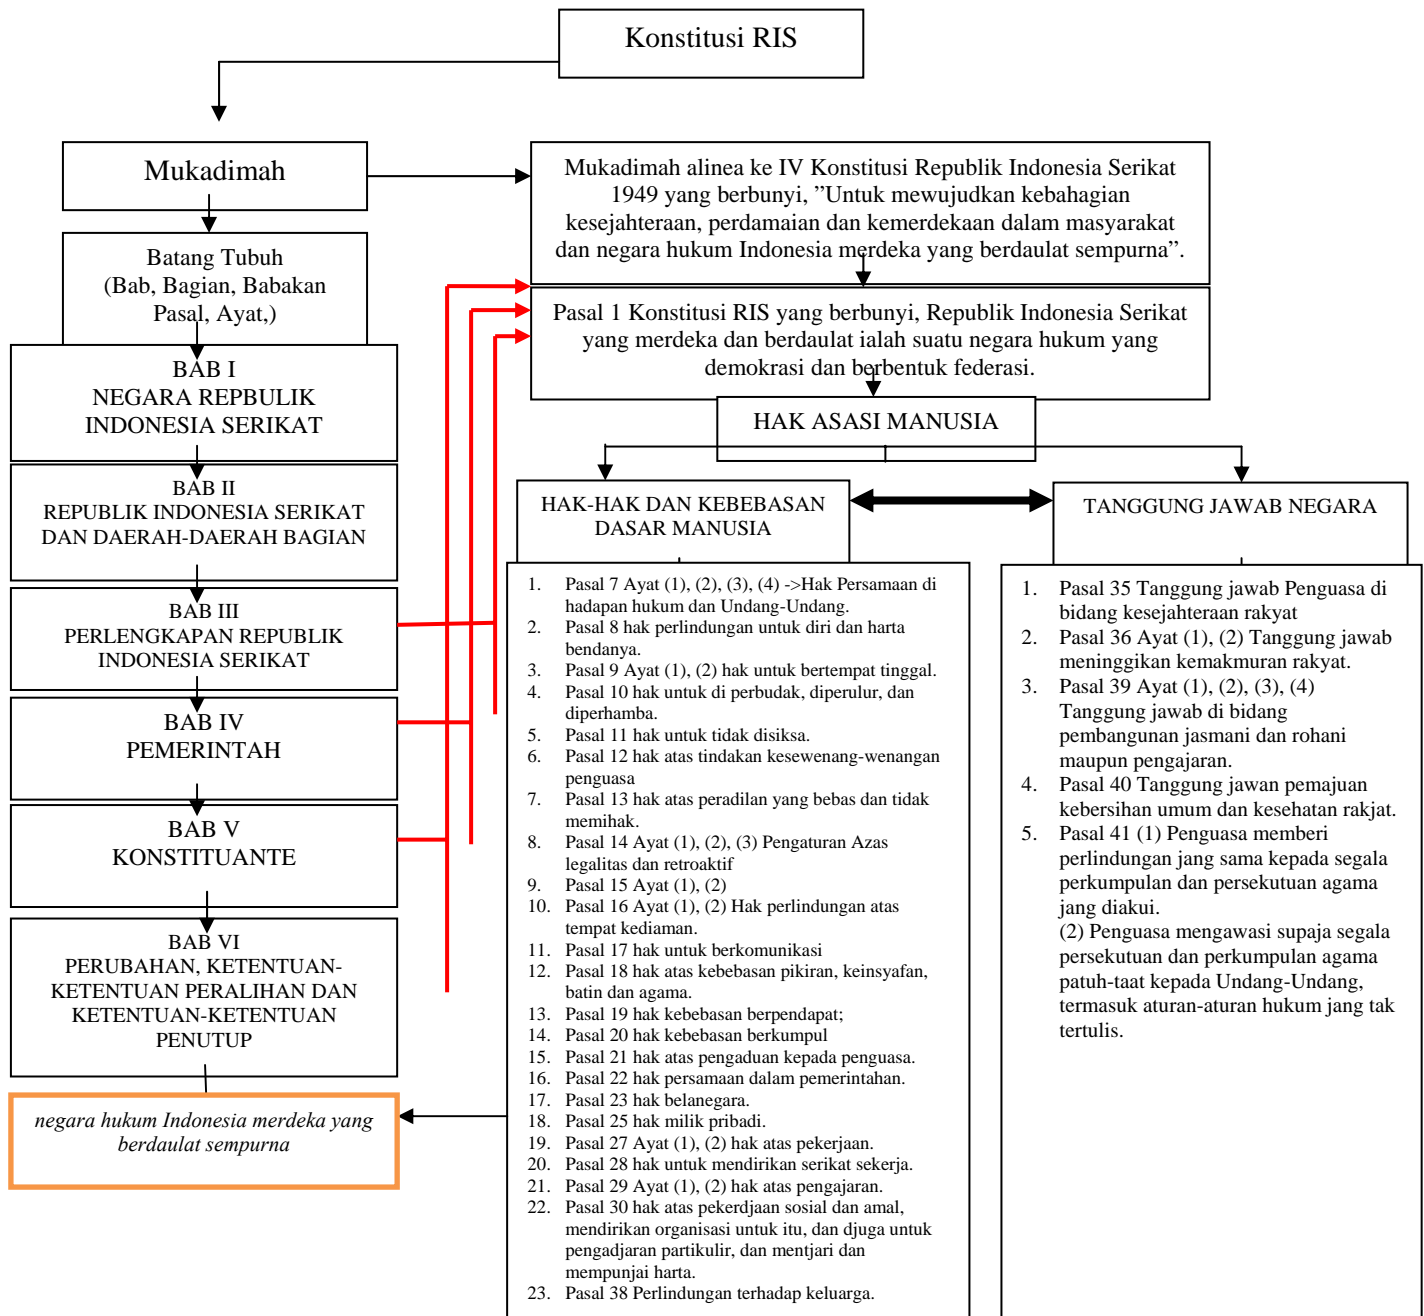 Konstitusi RIS
Mukadimah
Mukadimah alinea ke IV Konstitusi Republik Indonesia Serikat
1949 yang berbunyi, ”Untuk mewujudkan kebahagian
kesejahteraan, perdamaian dan kemerdekaan dalam masyarakat
dan negara hukum Indonesia merdeka yang berdaulat sempurna”.
Batang Tubuh
(Bab, Bagian, Babakan
Pasal, Ayat,)
Pasal 1 Konstitusi RIS yang berbunyi, Republik Indonesia Serikat
yang merdeka dan berdaulat ialah suatu negara hukum yang
demokrasi dan berbentuk federasi.
BAB I
NEGARA REPBULIK
INDONESIA SERIKAT
BAB II
REPUBLIK INDONESIA SERIKAT
DAN DAERAH-DAERAH BAGIAN
BAB III
PERLENGKAPAN REPUBLIK
INDONESIA SERIKAT
BAB IV
PEMERINTAH
BAB V
KONSTITUANTE
BAB VI
PERUBAHAN, KETENTUAN-
KETENTUAN PERALIHAN DAN
KETENTUAN-KETENTUAN
PENUTUP
negara hukum Indonesia merdeka yang
berdaulat sempurna
HAK ASASI MANUSIA
HAK-HAK DAN KEBEBASAN
DASAR MANUSIA
1. Pasal 7 Ayat (1), (2), (3), (4) ->Hak Persamaan di
hadapan hukum dan Undang-Undang.
2. Pasal 8 hak perlindungan untuk diri dan harta
bendanya.
3. Pasal 9 Ayat (1), (2) hak untuk bertempat tinggal.
4. Pasal 10 hak untuk di perbudak, diperulur, dan
diperhamba.
5. Pasal 11 hak untuk tidak disiksa.
6. Pasal 12 hak atas tindakan kesewenang-wenangan
penguasa
7. Pasal 13 hak atas peradilan yang bebas dan tidak
memihak.
8. Pasal 14 Ayat (1), (2), (3) Pengaturan Azas
legalitas dan retroaktif
9. Pasal 15 Ayat (1), (2)
10. Pasal 16 Ayat (1), (2) Hak perlindungan atas
tempat kediaman.
11. Pasal 17 hak untuk berkomunikasi
12. Pasal 18 hak atas kebebasan pikiran, keinsyafan,
batin dan agama.
13. Pasal 19 hak kebebasan berpendapat;
14. Pasal 20 hak kebebasan berkumpul
15. Pasal 21 hak atas pengaduan kepada penguasa.
16. Pasal 22 hak persamaan dalam pemerintahan.
17. Pasal 23 hak belanegara.
18. Pasal 25 hak milik pribadi.
19. Pasal 27 Ayat (1), (2) hak atas pekerjaan.
20. Pasal 28 hak untuk mendirikan serikat sekerja.
21. Pasal 29 Ayat (1), (2) hak atas pengajaran.
22. Pasal 30 hak atas pekerdjaan sosial dan amal,
mendirikan organisasi untuk itu, dan djuga untuk
pengadjaran partikulir, dan mentjari dan
mempunjai harta.
23. Pasal 38 Perlindungan terhadap keluarga.
TANGGUNG JAWAB NEGARA
1. Pasal 35 Tanggung jawab Penguasa di
bidang kesejahteraan rakyat
2. Pasal 36 Ayat (1), (2) Tanggung jawab
meninggikan kemakmuran rakyat.
3. Pasal 39 Ayat (1), (2), (3), (4)
Tanggung jawab di bidang
pembangunan jasmani dan rohani
maupun pengajaran.
4. Pasal 40 Tanggung jawan pemajuan
kebersihan umum dan kesehatan rakjat.
5. Pasal 41 (1) Penguasa memberi
perlindungan jang sama kepada segala
perkumpulan dan persekutuan agama
jang diakui.
(2) Penguasa mengawasi supaja segala
persekutuan dan perkumpulan agama
patuh-taat kepada Undang-Undang,
termasuk aturan-aturan hukum jang tak
tertulis.